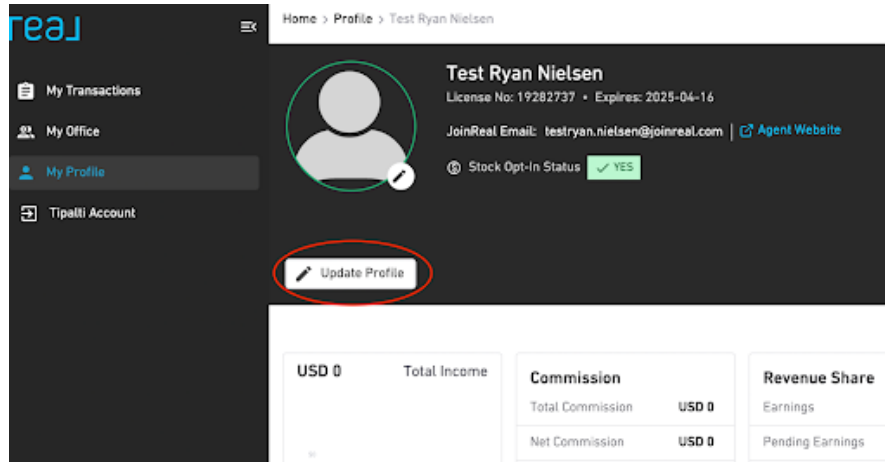 real
My Transactions
My Office
My Profile
Tipalti Account
Home > Profile > Test Ryan Nielsen
Test Ryan Nielsen
License No: 19282737 • Expires: 2025-04-16
JoinReal Email: testryan.nielsen@joinreal.com | Agent Website
Stock Opt-In Status YES
Update Profile
USD 0 Total Income
Commission
Total Commission USD 0
Net Commission USD 0
Revenue Share
Earnings
Pending Earnings